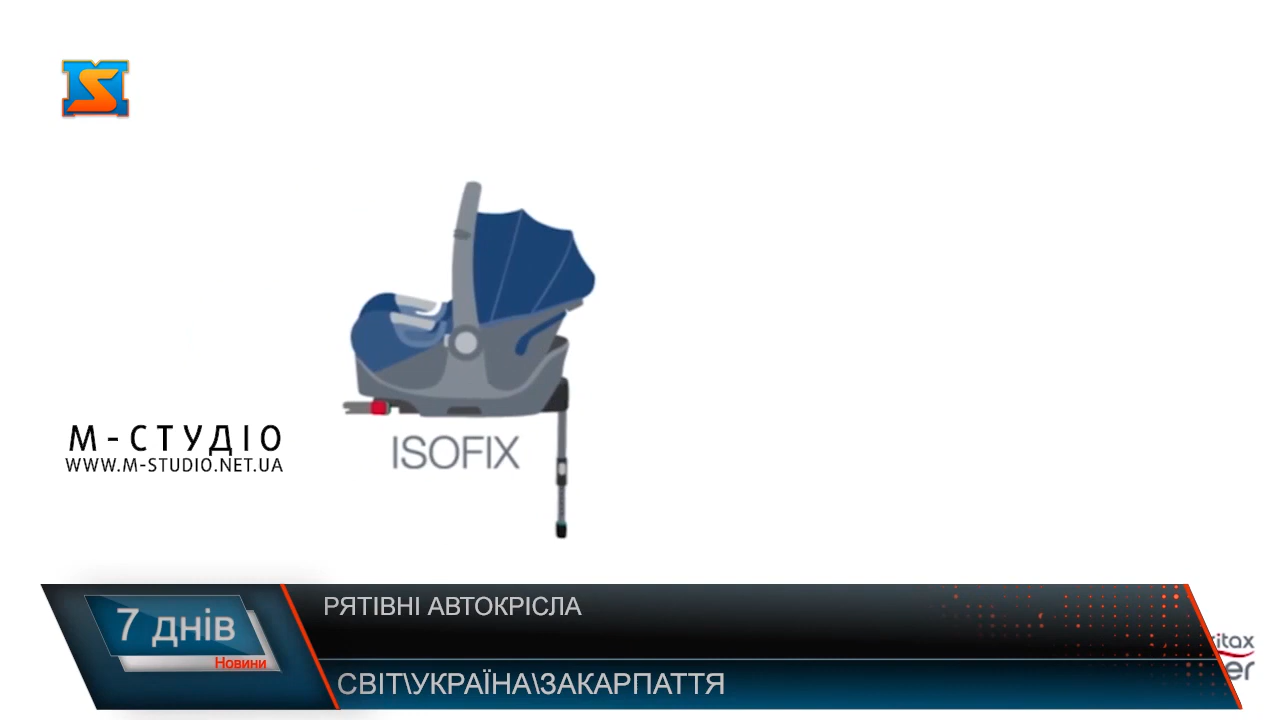 М-СТУДІО
WWW.M-STUDIO.NET.UA
ISOFIX
7 днів
Новини
РЯТІВНІ АВТОКРІСЛА
СВІТ\УКРАЇНА\ЗАКАРПАТТЯ